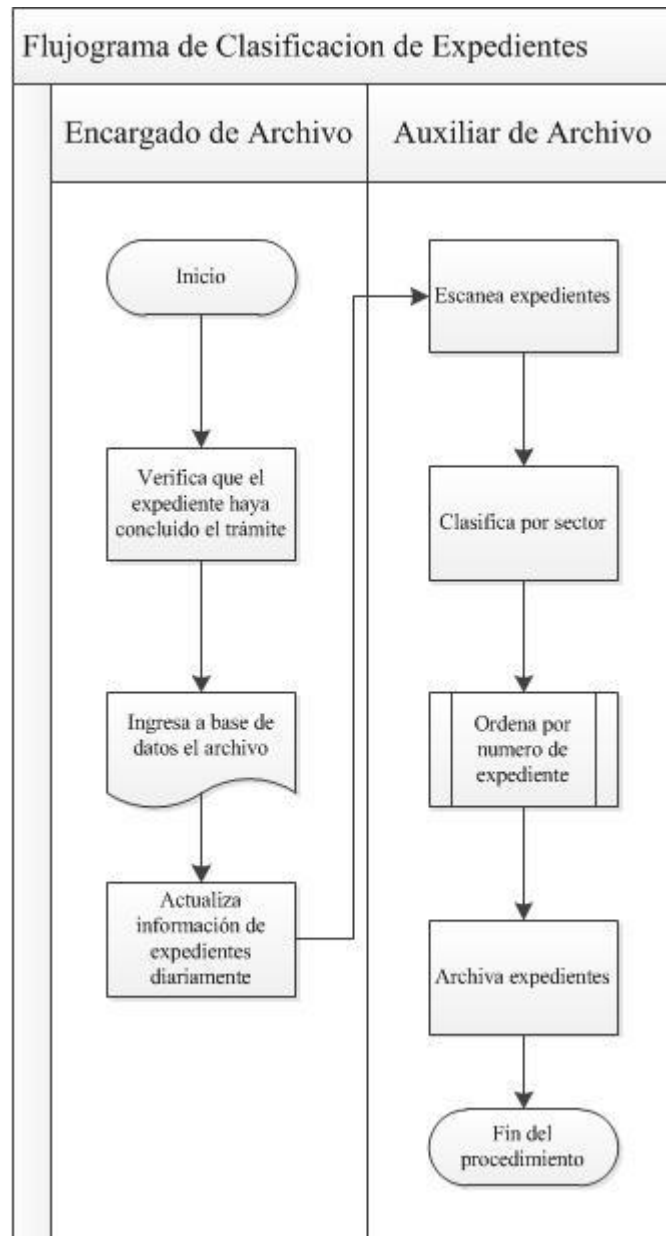 Flujograma de Clasificacion de Expedientes
Encargado de Archivo
Auxiliar de Archivo
Inicio
Verifica que el
expediente haya
concluido el trámite
Ingresa a base de
datos el archivo
Actualiza
información de
expedientes
diariamente
Escanea expedientes
Clasifica por sector
Ordena por
numero de
expediente
Archiva expedientes
Fin del
procedimiento